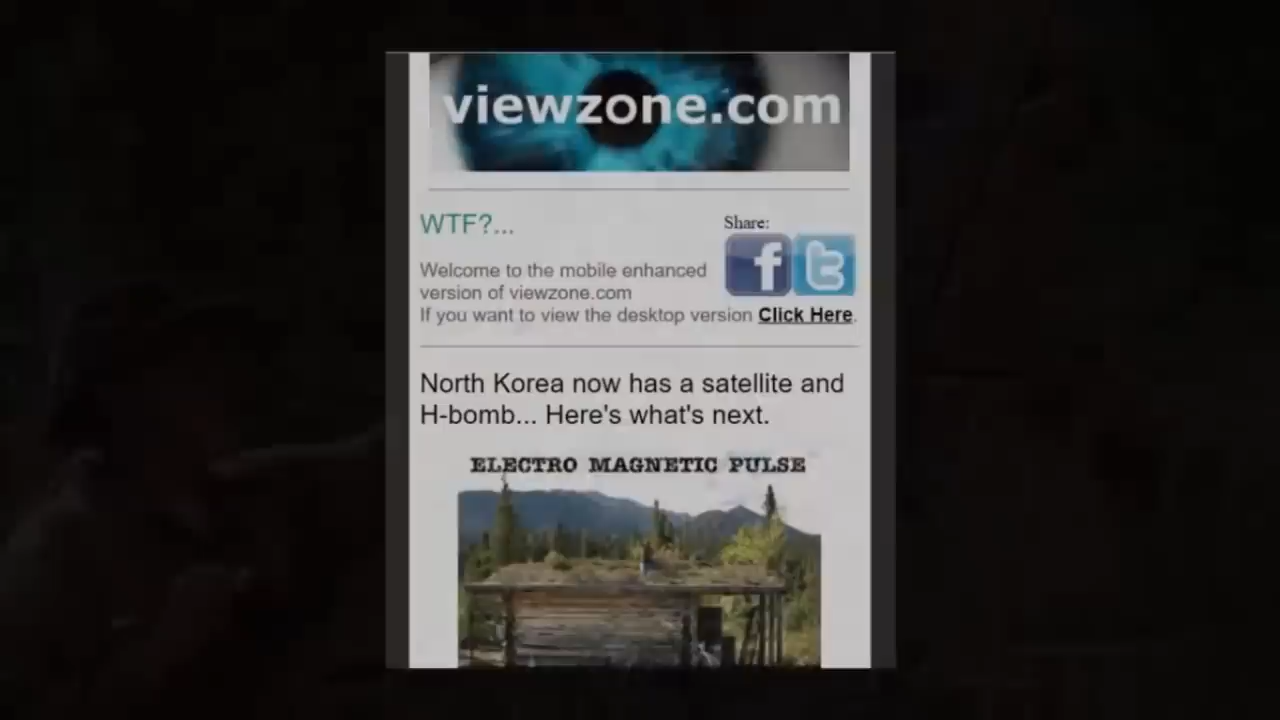 viewzone.com
WTF?...
Share:
Welcome to the mobile enhanced
version of viewzone.com
If you want to view the desktop version Click Here.
North Korea now has a satellite and
H-bomb... Here's what's next.
ELECTRO MAGNETIC PULSE